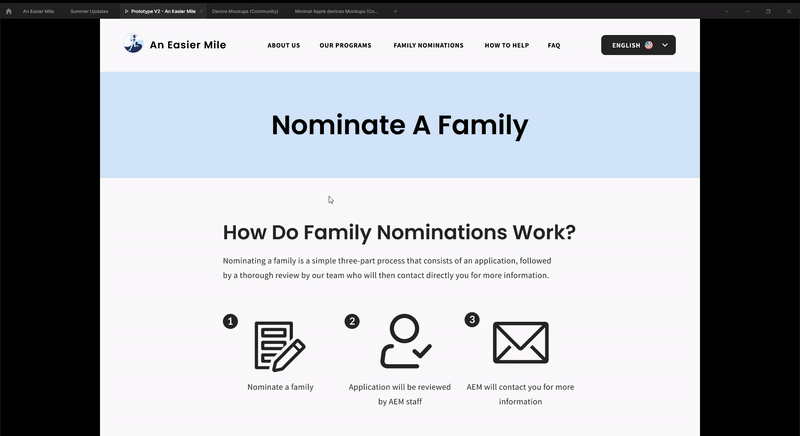 An Easier Mile
Summer Updates
Prototype V2 - An Easier Mile
Device Mockups (Community)
Minimal Apple devices Mockups (Co...
An Easier Mile
ABOUT US
OUR PROGRAMS
FAMILY NOMINATIONS
HOW TO HELP
FAQ
ENGLISH
Nominate A Family
How Do Family Nominations Work?
Nominating a family is a simple three-part process that consists of an application, followed
by a thorough review by our team who will then contact directly you for more information.
1
2
3
Nominate a family
Application will be reviewed
by AEM staff
AEM will contact you for more
information